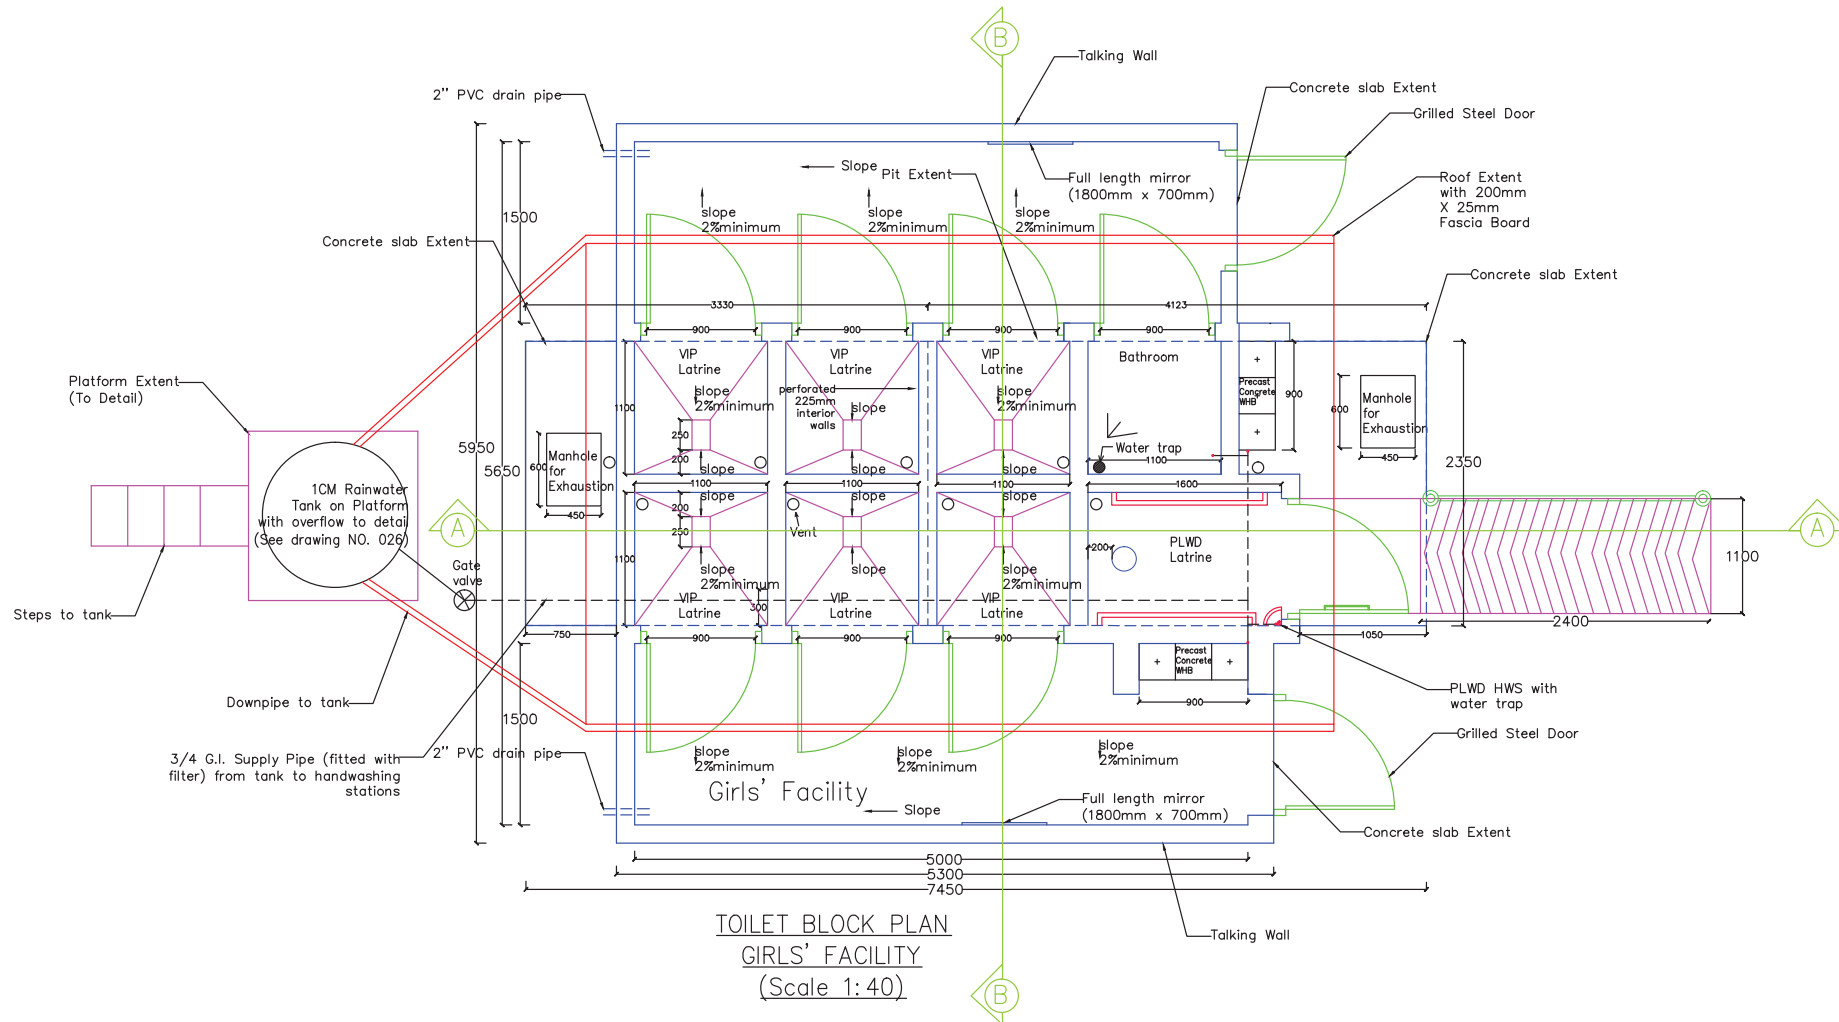 B
Talking Wall
2'' PVC drain pipe
Concrete slab Extent
Grilled Steel Door
Slope
Pit Extent
Full length mirror
(1800mm x 700mm)
Roof Extent
with 200mm
X 25mm
Fascia Board
1500
slope
2%minimum
slope
2%minimum
slope
2%minimum
Concrete slab Extent
Concrete slab Extent
3330
4123
900
900
900
900
VIP
Latrine
VIP
Latrine
VIP
Latrine
Bathroom
Platform Extent
(To Detail)
slope
2%minimum
perforated
225mm
interior
walls
slope
slope
2%minimum
Precast
Concrete
WHB
900
600
Manhole
for
Exhaustion
450
1100
250
200
5950
5650
600
Manhole
for
Exhaustion
450
slope
slope
slope
Water trap
1100
2350
1100
1100
1100
1600
1CM Rainwater
Tank on Platform
with overflow to detail
(See drawing NO. 026)
A
200
250
slope
slope
slope
Vent
A
1100
200
PLWD
Latrine
1100
Gate
valve
slope
2%minimum
slope
slope
2%minimum
Steps to tank
VIP
Latrine
VIP
Latrine
300
VIP
Latrine
2400
750
900
900
900
1050
Precast
Concrete
WHB
900
PLWD HWS with
water trap
Downpipe to tank
1500
Grilled Steel Door
3/4 G.I. Supply Pipe (fitted with
filter) from tank to handwashing
stations
2'' PVC drain pipe
slope
2%minimum
slope
2%minimum
slope
2%minimum
Girls' Facility
Slope
Full length mirror
(1800mm x 700mm)
Concrete slab Extent
5000
5300
7450
Talking Wall
TOILET BLOCK PLAN
GIRLS' FACILITY
(Scale 1:40)
B